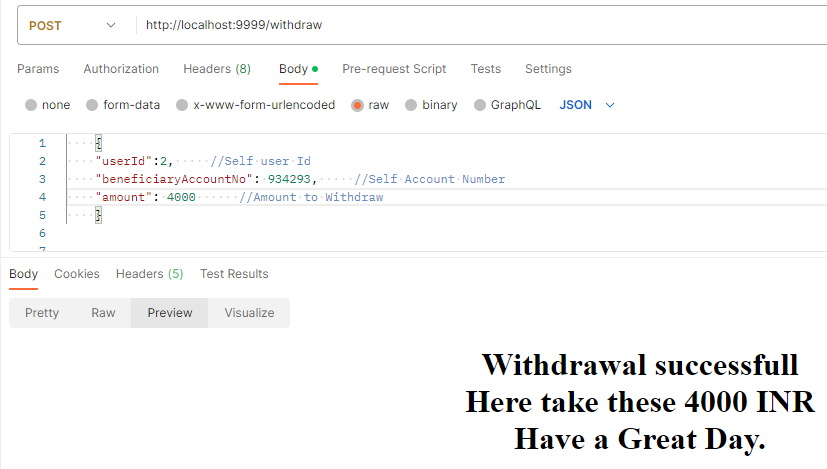 POST http://localhost:9999/withdraw
Params Authorization Headers (8) Body Pre-request Script Tests Settings
none form-data x-www-form-urlencoded raw binary GraphQL JSON
1 {
2 "userId":2, //Self user Id
3 "beneficiaryAccountNo": 934293, //Self Account Number
4 "amount": 4000 //Amount to Withdraw
5 }
6
7
Body Cookies Headers (5) Test Results
Pretty Raw Preview Visualize
Withdrawal successfull
Here take these 4000 INR
Have a Great Day.